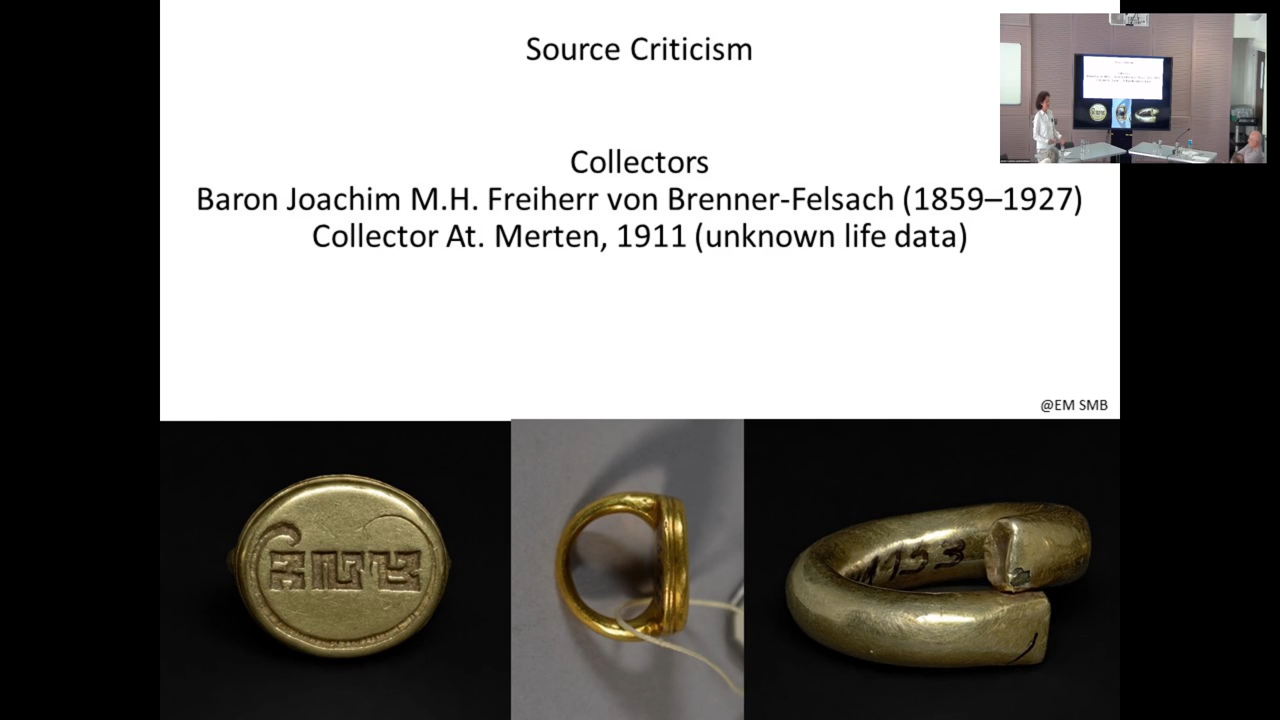 Source Criticism
Collectors
Baron Joachim M.H. Freiherr von Brenner-Felsach (1859–1927)
Collector At. Merten, 1911 (unknown life data)
@EM SMB